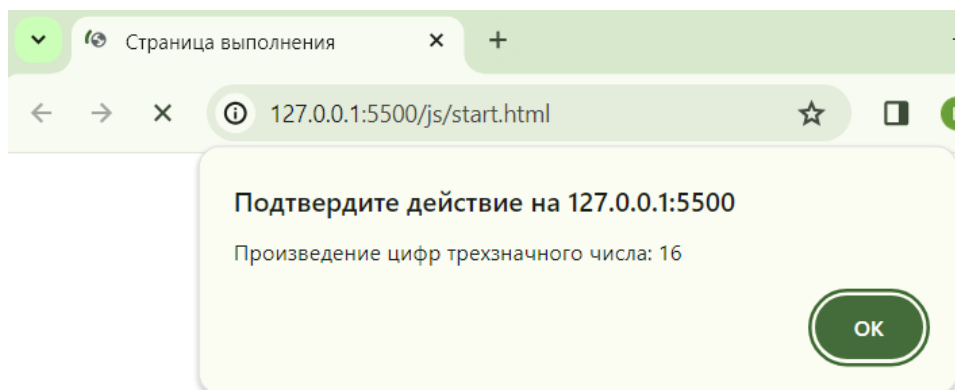 Страница выполнения
127.0.0.1:5500/js/start.html
Подтвердите действие на 127.0.0.1:5500
Произведение цифр трехзначного числа: 16
ОК